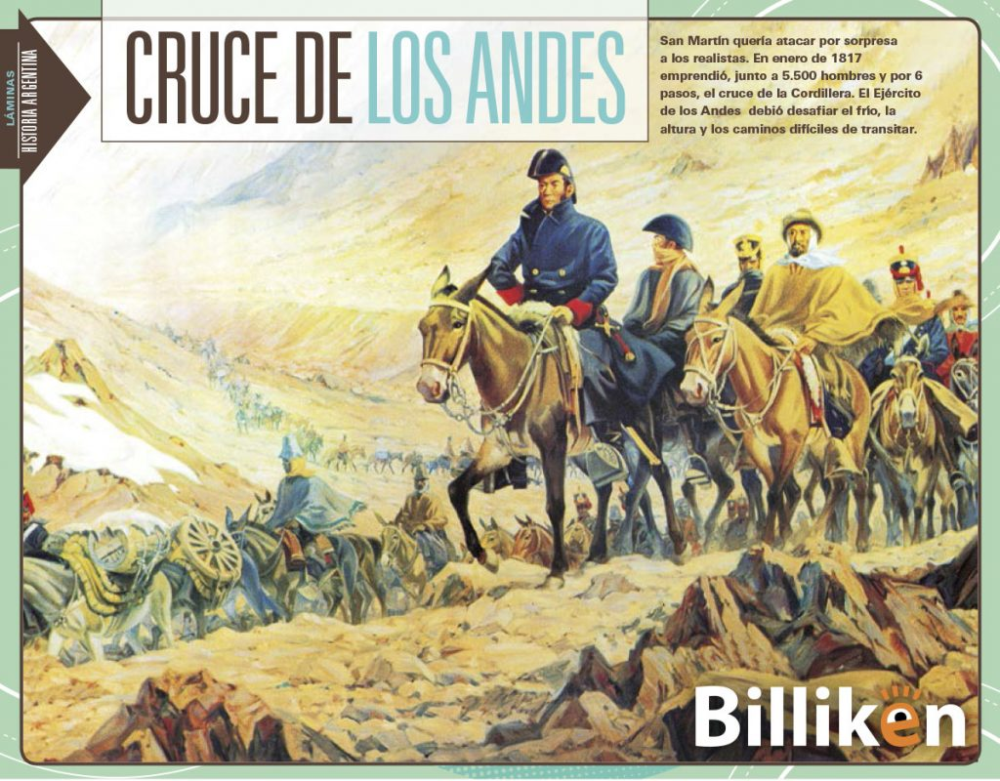 LÁMINAS
HISTORIA ARGENTINA
CRUCE DE LOS ANDES
San Martín quería atacar por sorpresa
a los realistas. En enero de 1817
emprendió, junto a 5.500 hombres y por 6
pasos, el cruce de la Cordillera. El Ejército
de los Andes debió desafiar el frío, la
altura y los caminos difíciles de transitar.
Billiken